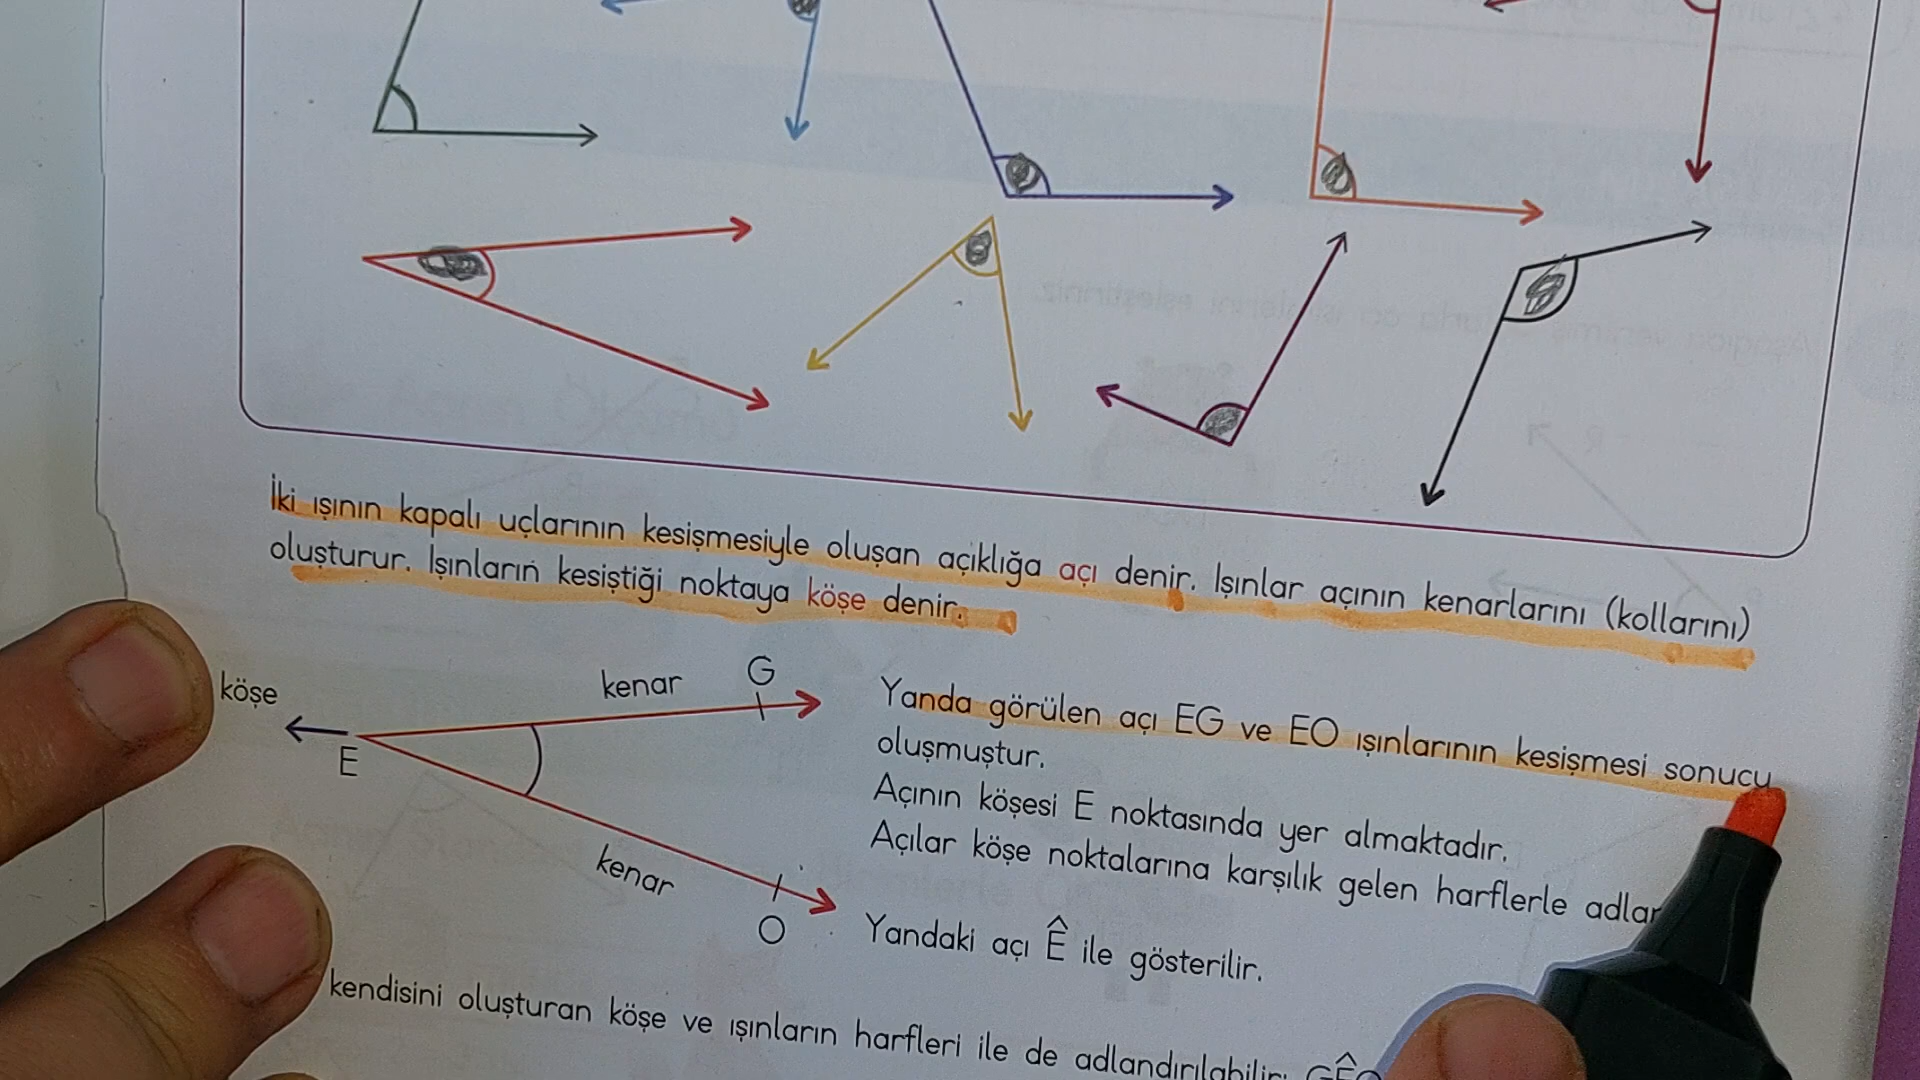 İki ışının kapalı uçlarının kesişmesiyle oluşan açıklığa açı denir. Işınlar açının kenarlarını (kollarını)
oluşturur. Işınların kesiştiği noktaya köşe denir.
köşe
kenar
G
E
kenar
O
Yanda görülen açı EG ve EO ışınlarının kesişmesi sonucu
oluşmuştur.
Açının köşesi E noktasında yer almaktadır.
Açılar köşe noktalarına karşılık gelen harflerle
Yandaki açı Ê ile gösterilir.
kendisini oluşturan köşe ve ışınların harfleri ile de adlandırılabilir: